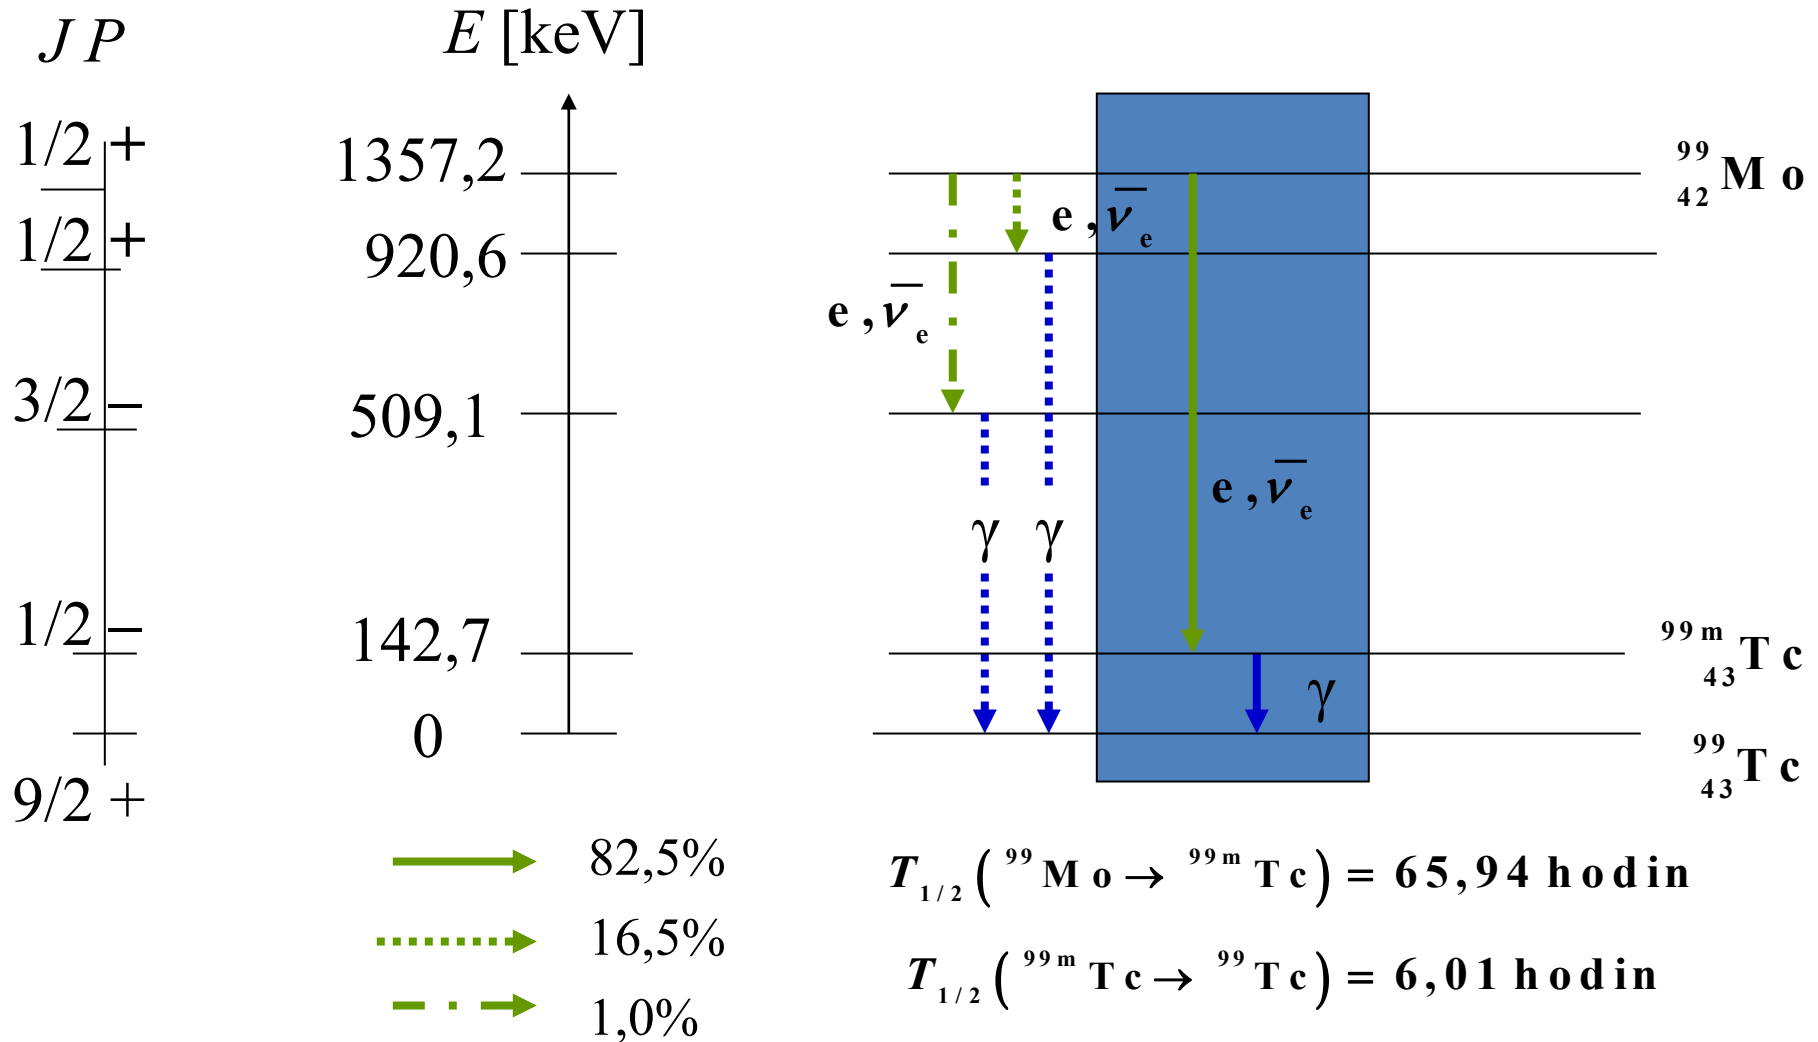 J P E [keV]
1/2 + 1357,2 ⁹⁹₄₂Mo
e, ν̄ₑ
1/2 + 920,6
e, ν̄ₑ
3/2 − 509,1
e, ν̄ₑ
γ γ
1/2 − 142,7 ⁹⁹ᵐ₄₃Tc
γ
0 ⁹⁹₄₃Tc
9/2 +
82,5%
16,5%
1,0%
T₁/₂ (⁹⁹Mo → ⁹⁹ᵐTc) = 65,94 hodin
T₁/₂ (⁹⁹ᵐTc → ⁹⁹Tc) = 6,01 hodin